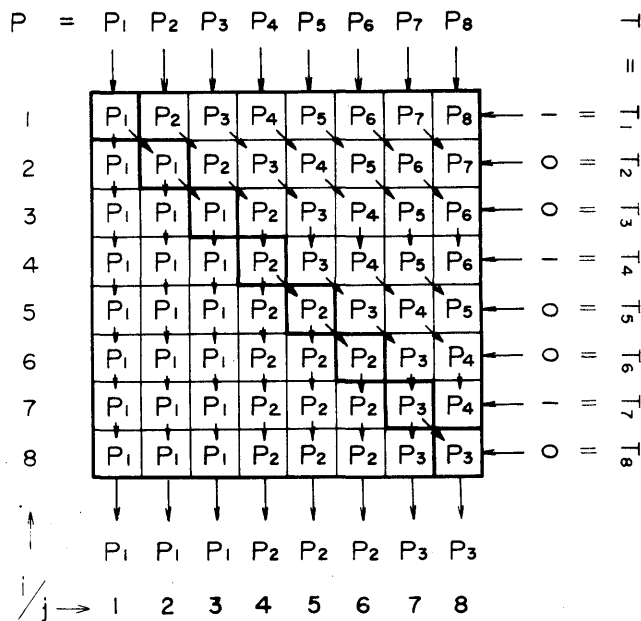 P = P1 P2 P3 P4 P5 P6 P7 P8 T =
1 P1 P2 P3 P4 P5 P6 P7 P8 1 = T1
2 P1 P1 P2 P3 P4 P5 P6 P7 0 = T2
3 P1 P1 P1 P2 P3 P4 P5 P6 0 = T3
4 P1 P1 P1 P2 P3 P4 P5 P6 1 = T4
5 P1 P1 P1 P2 P2 P3 P4 P5 0 = T5
6 P1 P1 P1 P2 P2 P2 P3 P4 0 = T6
7 P1 P1 P1 P2 P2 P2 P3 P4 1 = T7
8 P1 P1 P1 P2 P2 P2 P3 P3 0 = T8
P1 P1 P1 P2 P2 P2 P3 P3
i/j 1 2 3 4 5 6 7 8